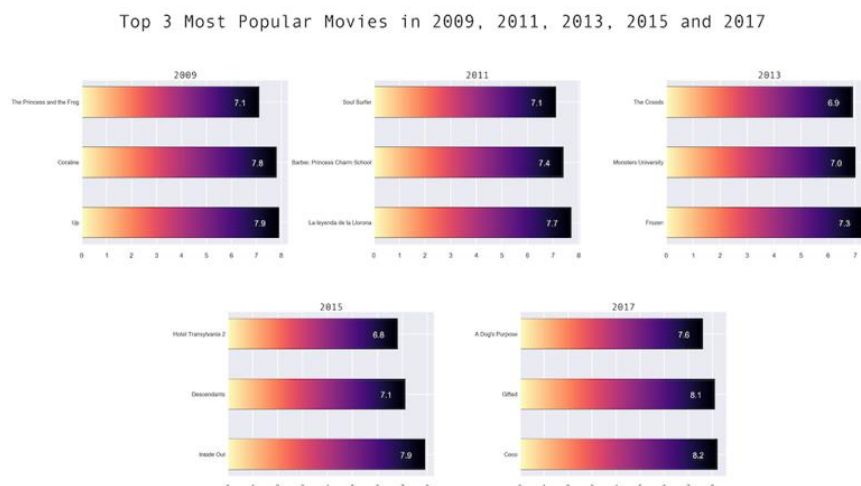 Top 3 Most Popular Movies in 2009, 2011, 2013, 2015 and 2017
2009
The Princess and the Frog
7.1
Coraline
7.8
Up
7.9
0 1 2 3 4 5 6 7 8
2011
Soul Surfer
7.1
Barbie: Princess Charm School
7.4
La leyenda de la Llorona
7.7
0 1 2 3 4 5 6 7 8
2013
The Croods
6.9
Monsters University
7.0
Frozen
7.3
0 1 2 3 4 5 6 7
2015
Hotel Transylvania 2
6.8
Descendants
7.1
Inside Out
7.9
2017
A Dog's Purpose
7.6
Gifted
8.1
Coco
8.2